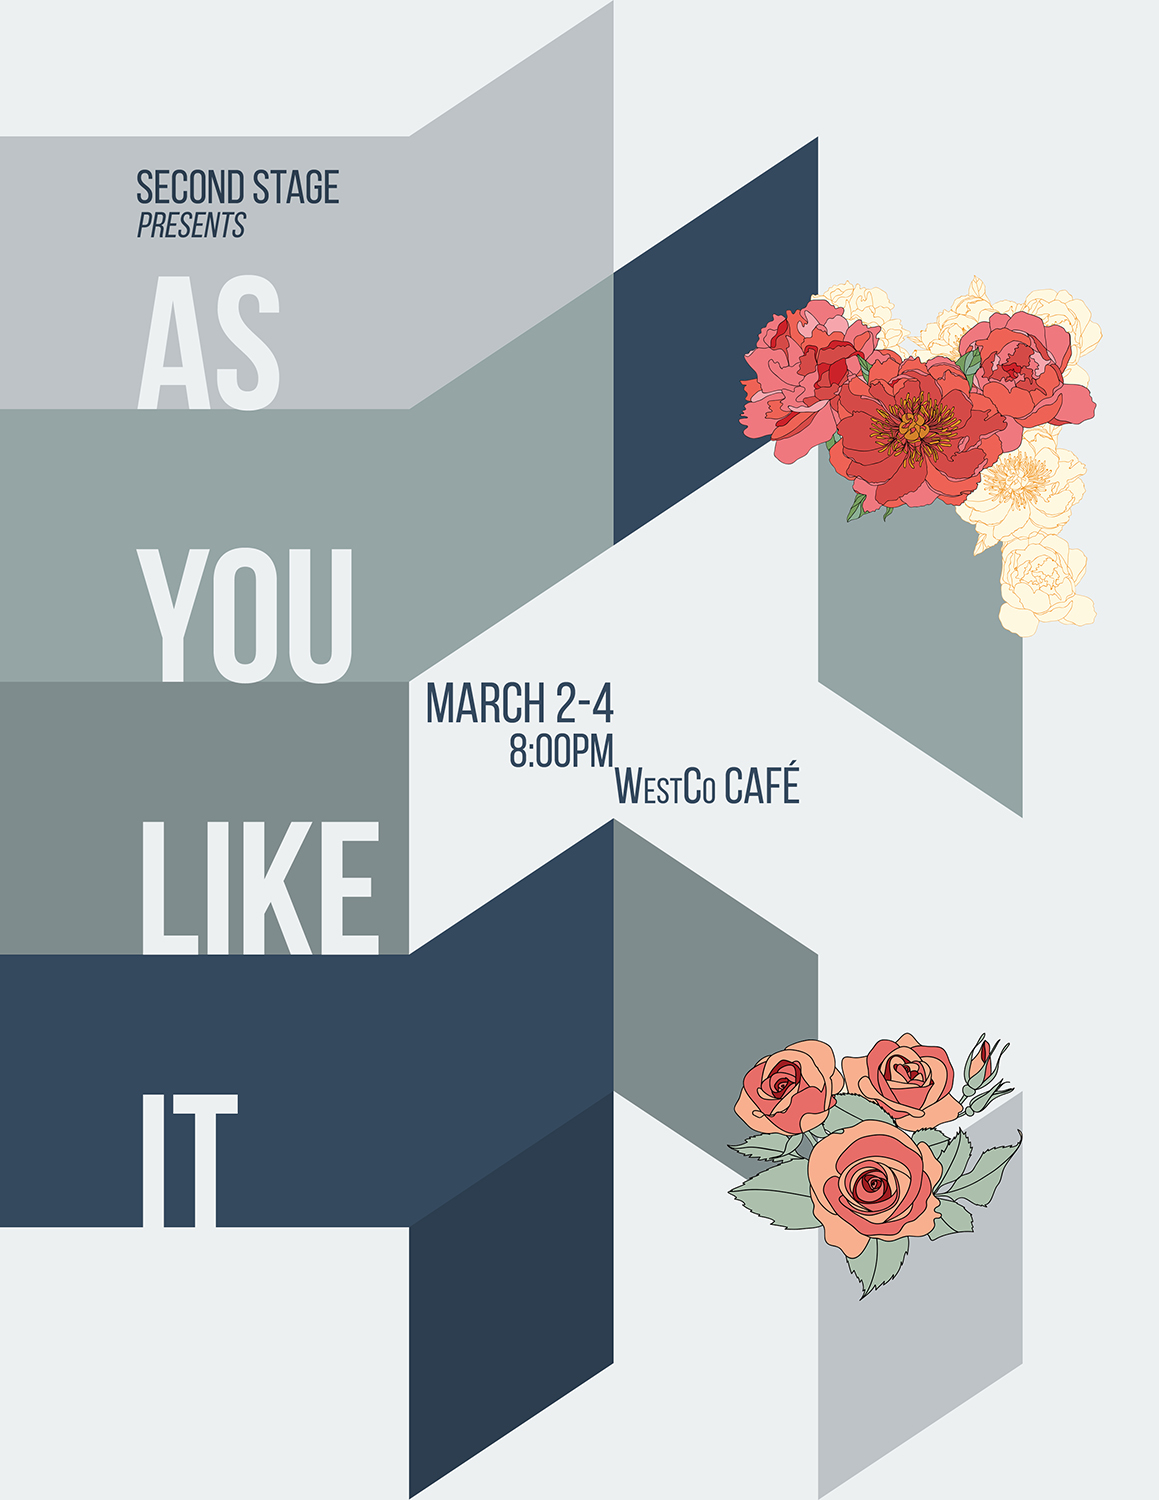 SECOND STAGE
PRESENTS
AS
YOU
LIKE
IT
MARCH 2-4
8:00PM
WESTCO CAFÉ